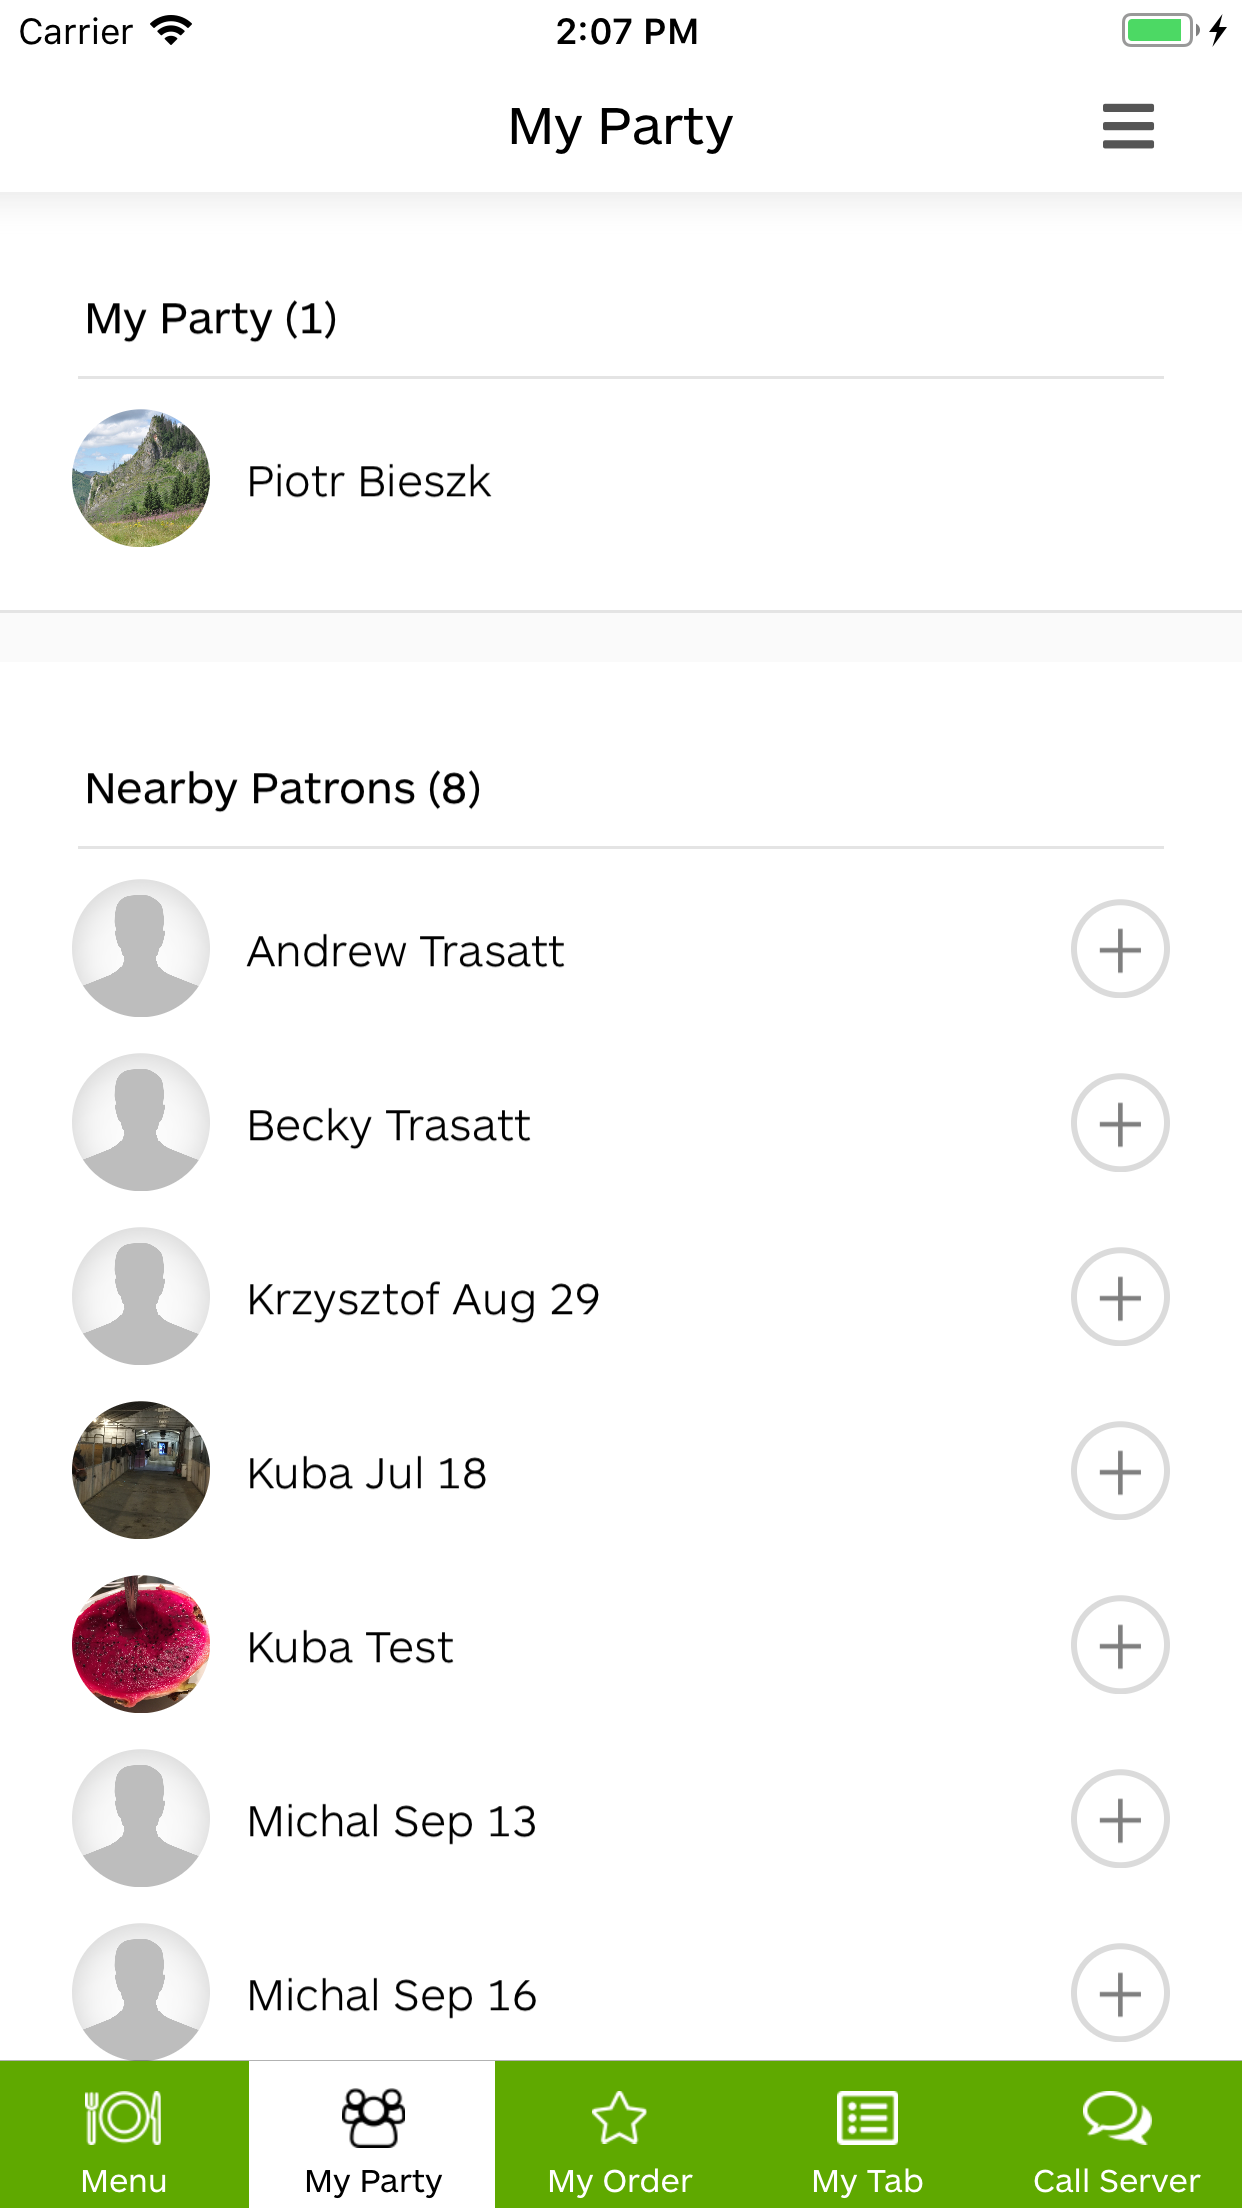 Carrier 2:07 PM
My Party
My Party (1)
Piotr Bieszk
Nearby Patrons (8)
Andrew Trasatt
Becky Trasatt
Krzysztof Aug 29
Kuba Jul 18
Kuba Test
Michal Sep 13
Michal Sep 16
Menu My Party My Order My Tab Call Server